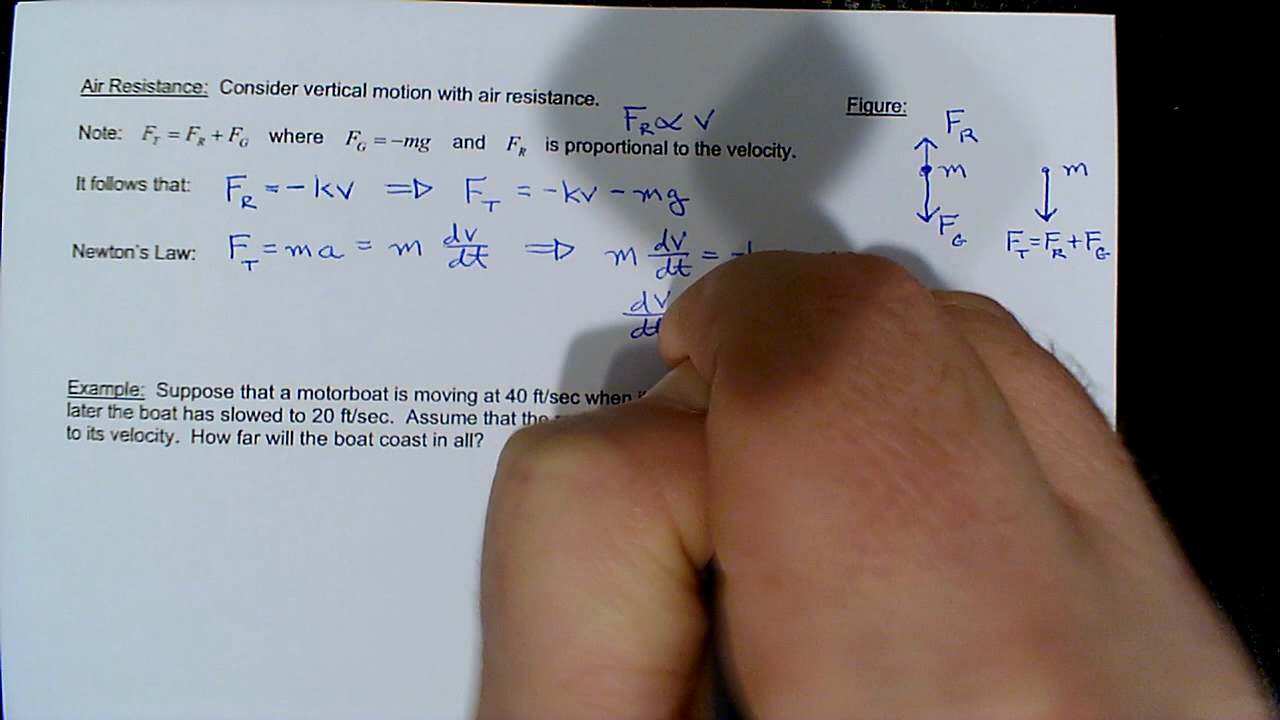 Air Resistance: Consider vertical motion with air resistance.
F_R ∝ v
Figure:
F_R
m
F_G
m
F_T = F_R + F_G
Note: F_T = F_R + F_G where F_G = -mg and F_R is proportional to the velocity.
It follows that: F_R = -kv ⇒ F_T = -kv - mg
Newton's Law: F_T = ma = m dv/dt ⇒ m dv/dt = -
dv/dt
Example: Suppose that a motorboat is moving at 40 ft/sec when
later the boat has slowed to 20 ft/sec. Assume that the
to its velocity. How far will the boat coast in all?